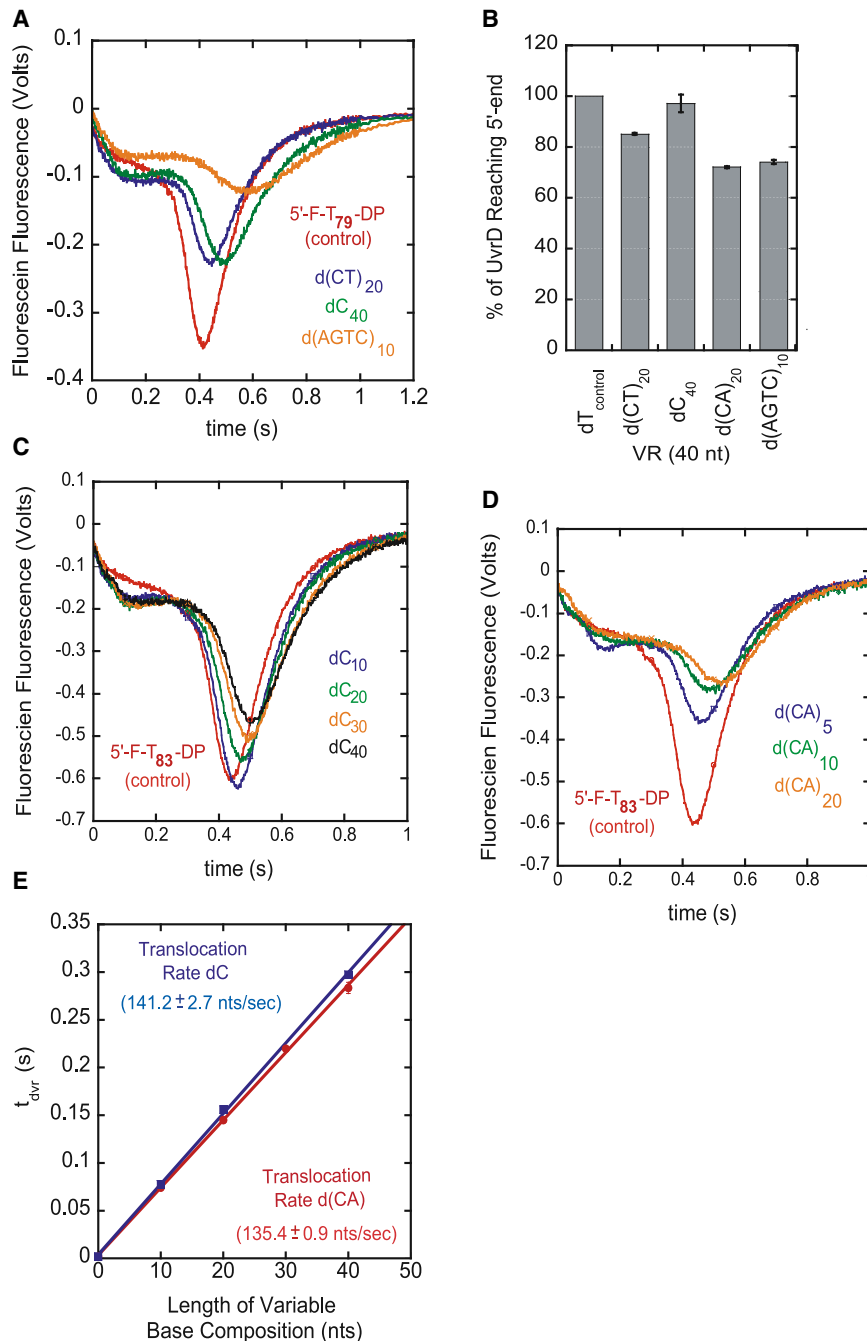 A
0.1
0
-0.1
-0.2
-0.3
-0.4
Fluorescein Fluorescence (Volts)
5'-F-T79-DP
(control)
d(CT)20
dC40
d(AGTC)10
0 0.2 0.4 0.6 0.8 1.0 1.2
time (s)
B
120
100
80
60
40
20
0
% of UvrD Reaching 5'-end
dTcontrol
d(CT)20
dC40
d(CA)20
d(AGTC)10
VR (40 nt)
C
0.1
0
-0.1
-0.2
-0.3
-0.4
-0.5
-0.6
-0.7
Fluorescien Fluorescence (Volts)
dC10
dC20
dC30
dC40
5'-F-T83-DP
(control)
0 0.2 0.4 0.6 0.8 1
time (s)
D
0.1
0
-0.1
-0.2
-0.3
-0.4
-0.5
-0.6
-0.7
Fluorescien Fluorescence (Volts)
d(CA)5
d(CA)10
d(CA)20
5'-F-T83-DP
(control)
0 0.2 0.4 0.6 0.8
time (s)
E
0.35
0.3
0.25
0.2
0.15
0.1
0.05
0
tdvr (s)
Translocation
Rate dC
(141.2 ± 2.7 nts/sec)
Translocation
Rate d(CA)
(135.4 ± 0.9 nts/sec)
0 10 20 30 40 50
Length of Variable
Base Composition (nts)